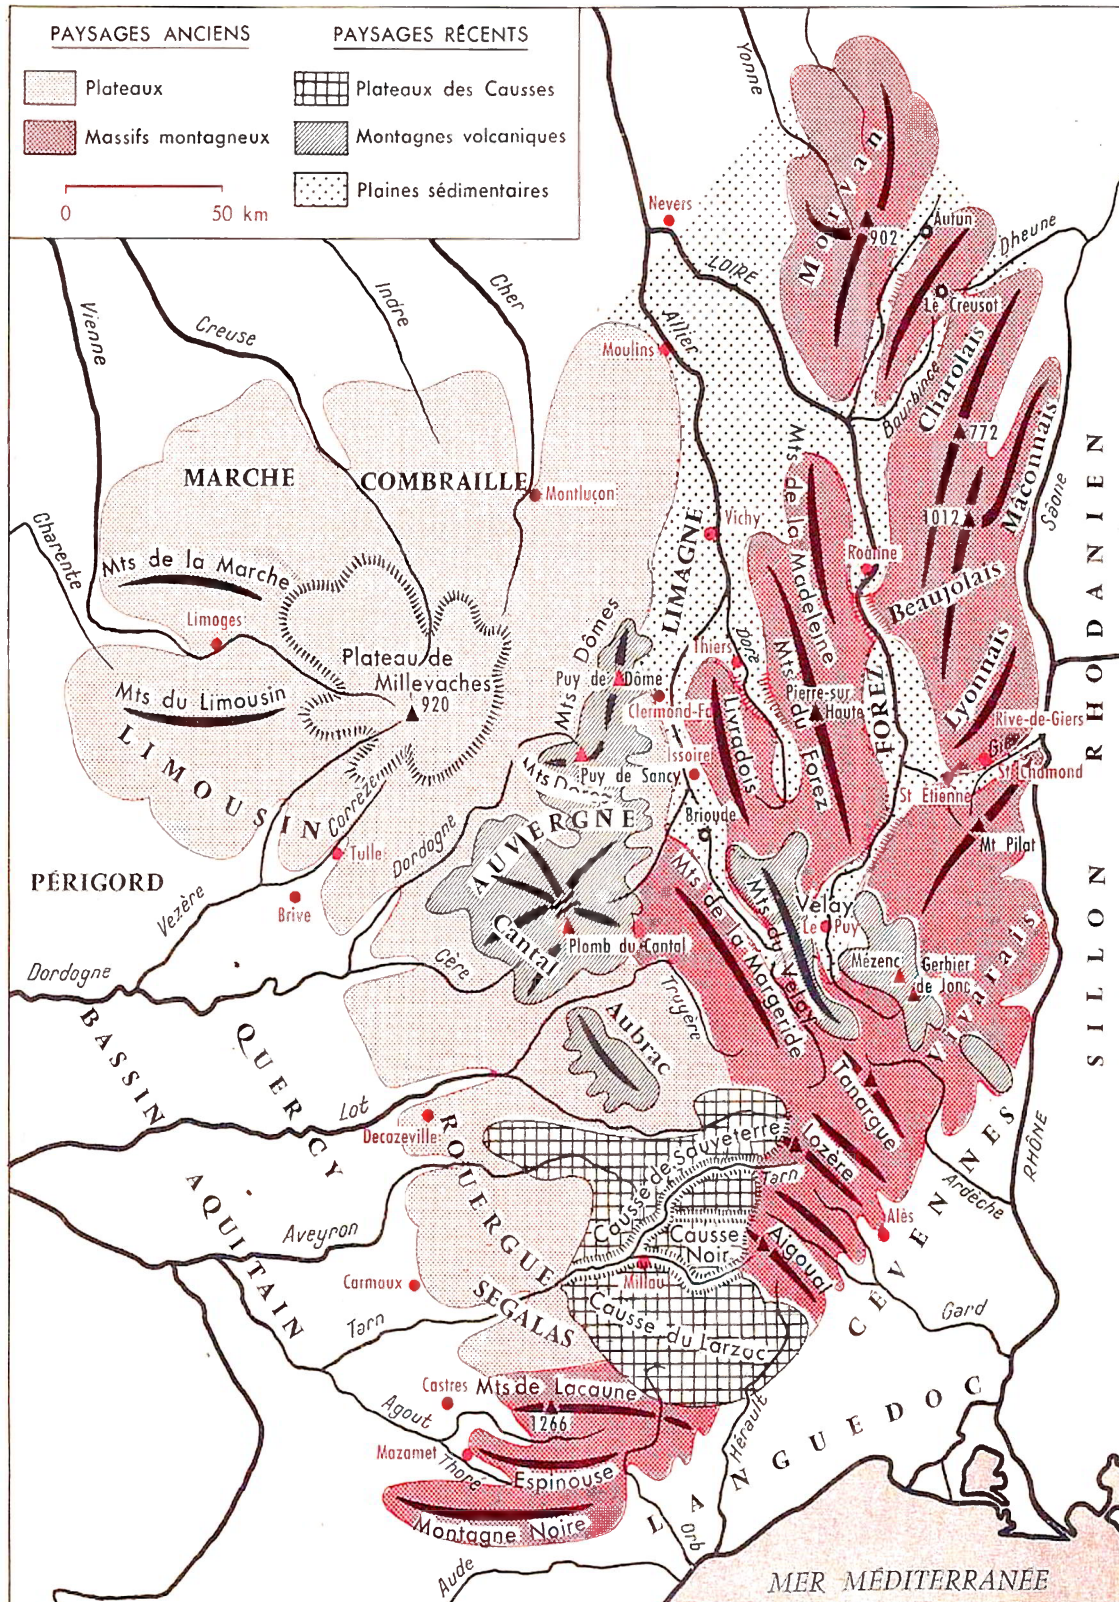 PAYSAGES ANCIENS
PAYSAGES RÉCENTS
Plateaux
Massifs montagneux
0 50 km
Plateaux des Causses
Montagnes volcaniques
Plaines sédimentaires
Yonne
Morvan
902
Autun
Dheune
Le Creusot
Nevers
LOIRE
Allier
Moulins
Bourbince
Charolais
772
Mâconnais
1012
Saône
Vienne
Creuse
Indre
Cher
MARCHE
COMBRAILLE
Montluçon
Charente
Mts de la Marche
Limoges
Mts du Limousin
LIMOUSIN
Plateau de
Millevaches
920
Vichy
LIMAGNE
Mts de la Madeleine
Roanne
Beaujolais
Lyonnais
SILLON RHODANIEN
Mts Dômes
Puy de Dôme
Clermond-Fd
Thiers
Dore
Mts du Forez
Pierre-sur
Haute
FOREZ
Livradois
Rive-de-Giers
Gier
St Chamond
St Etienne
Mt Pilat
Puy de Sancy
Mts Dores
Issoire
Brioude
AUVERGNE
Corrèze
Tulle
Dordogne
PÉRIGORD
Vezère
Brive
Cantal
Plomb du Cantal
Mts de la Margeride
Mts du Velay
Velay
Le Puy
Mézenc
Gerbier
de Jonc
Vivarais
Dordogne
Cère
Truyère
Aubrac
BASSIN
AQUITAIN
QUERCY
Lot
Decazeville
ROUERGUE
Causse de Sauveterre
Tanargue
Lozère
Tarn
Ardèche
RHÔNE
CÉVENNES
Aveyron
Causse
Noir
Aigoual
Alès
Carmaux
Millau
SEGALAS
Tarn
Causse du Larzac
Gard
Castres
Mts de Lacaune
1266
Agout
Hérault
LANGUEDOC
Mazamet
Thoré
Espinouse
Montagne Noire
Orb
Aude
MER MÉDITERRANÉE